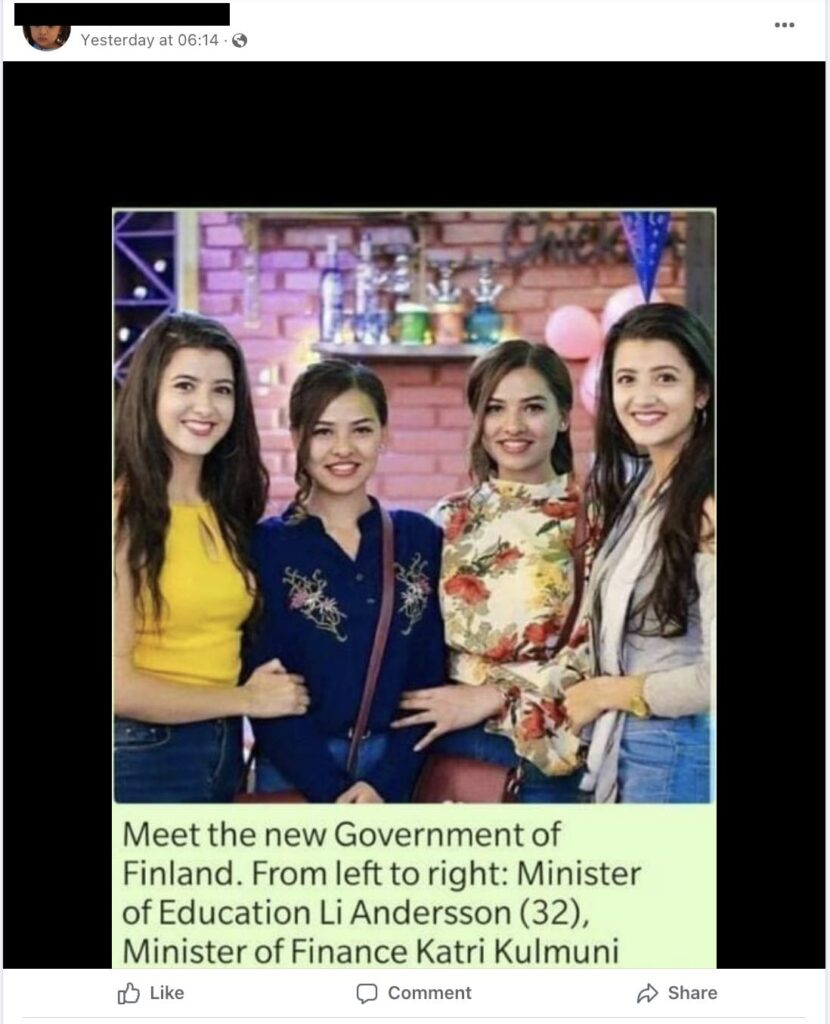 Yesterday at 06:14 ·
Meet the new Government of
Finland. From left to right: Minister
of Education Li Andersson (32),
Minister of Finance Katri Kulmuni
Like
Comment
Share